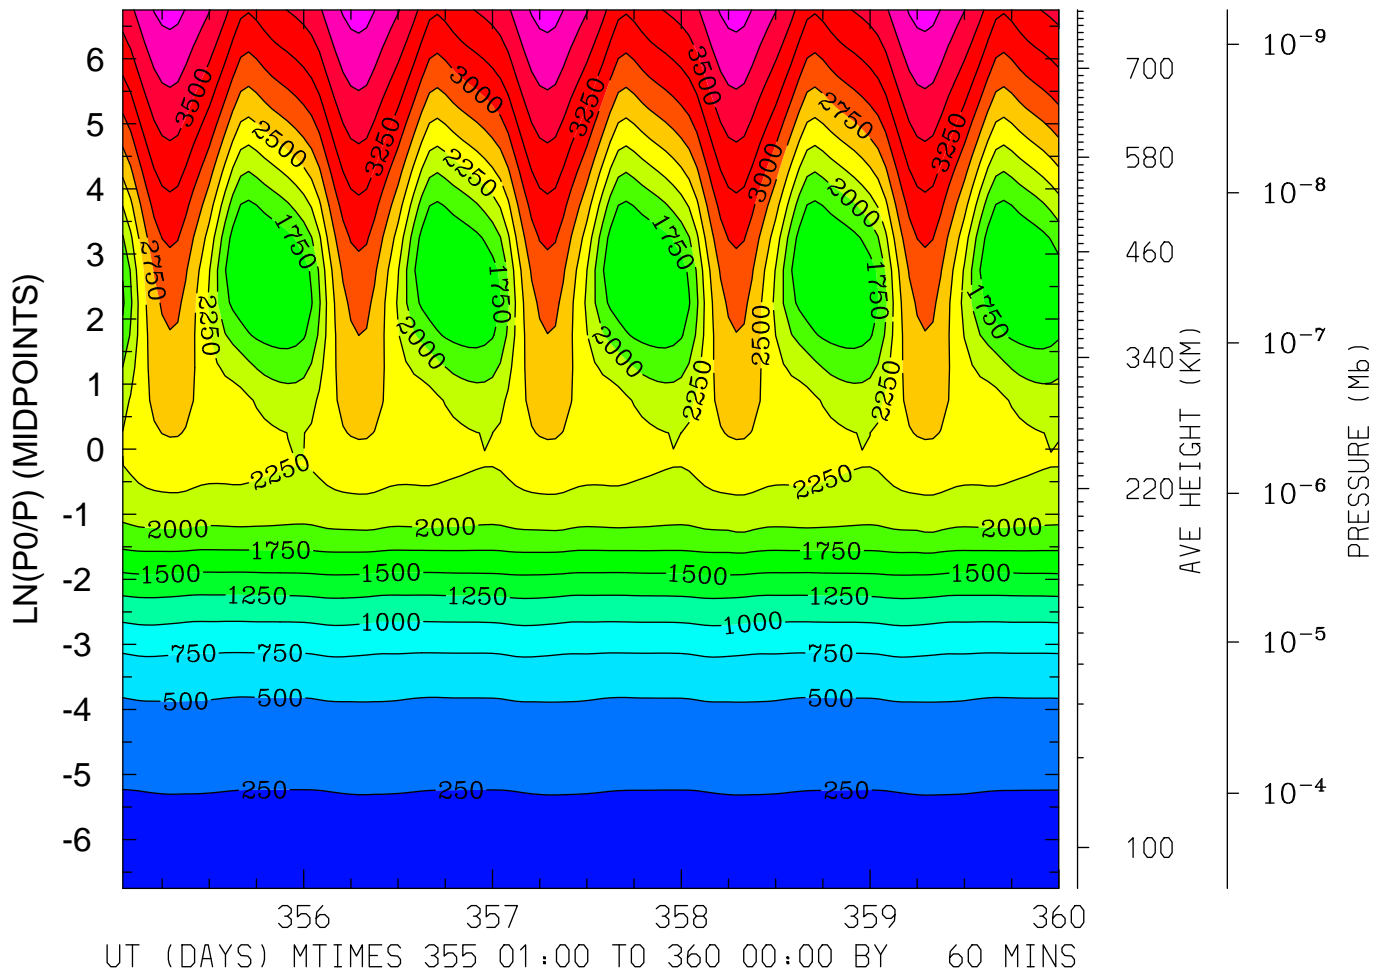 6
5
4
3
2
1
0
-1
-2
-3
-4
-5
-6
LN(P0/P) (MIDPOINTS)
3500 3250 3000 3250 3500 2750 3000 3250
2500 2250 2000
2750 1750 1750 1750 1750 1750
2250 2000 2000 2500
2250 2250
2250 2250
2000 2000 2000
1750 1750
1500 1500 1500 1500
1250 1250 1250
1000 1000
750 750 750
500 500 500
250 250 250
356 357 358 359 360
UT (DAYS) MTIMES 355 01:00 TO 360 00:00 BY 60 MINS
700
580
460
340
220
100
AVE HEIGHT (KM)
10⁻⁹
10⁻⁸
10⁻⁷
10⁻⁶
10⁻⁵
10⁻⁴
PRESSURE (Mb)